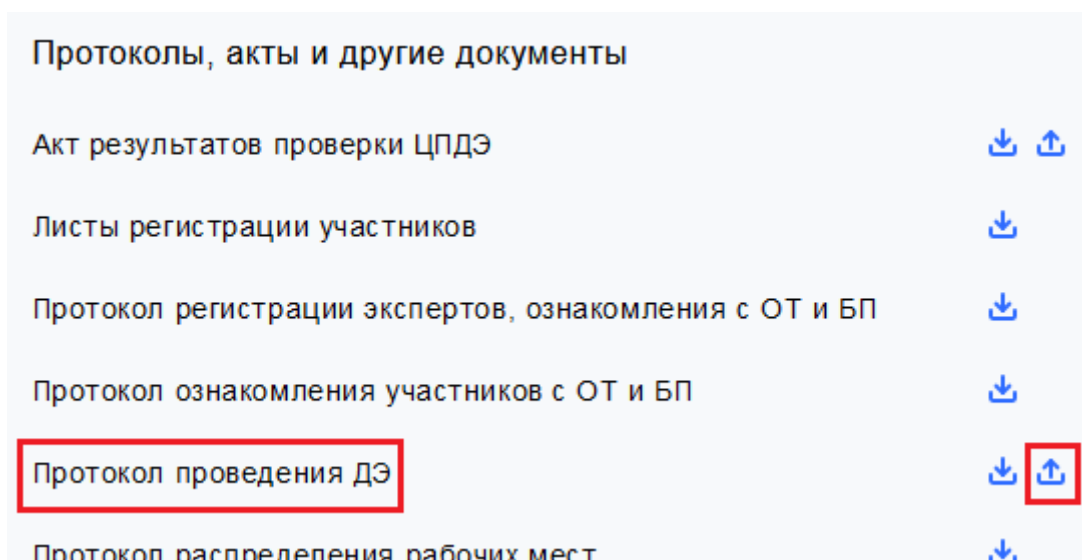 Протоколы, акты и другие документы
Акт результатов проверки ЦПДЭ
Листы регистрации участников
Протокол регистрации экспертов, ознакомления с ОТ и БП
Протокол ознакомления участников с ОТ и БП
Протокол проведения ДЭ
Протокол распределения рабочих мест